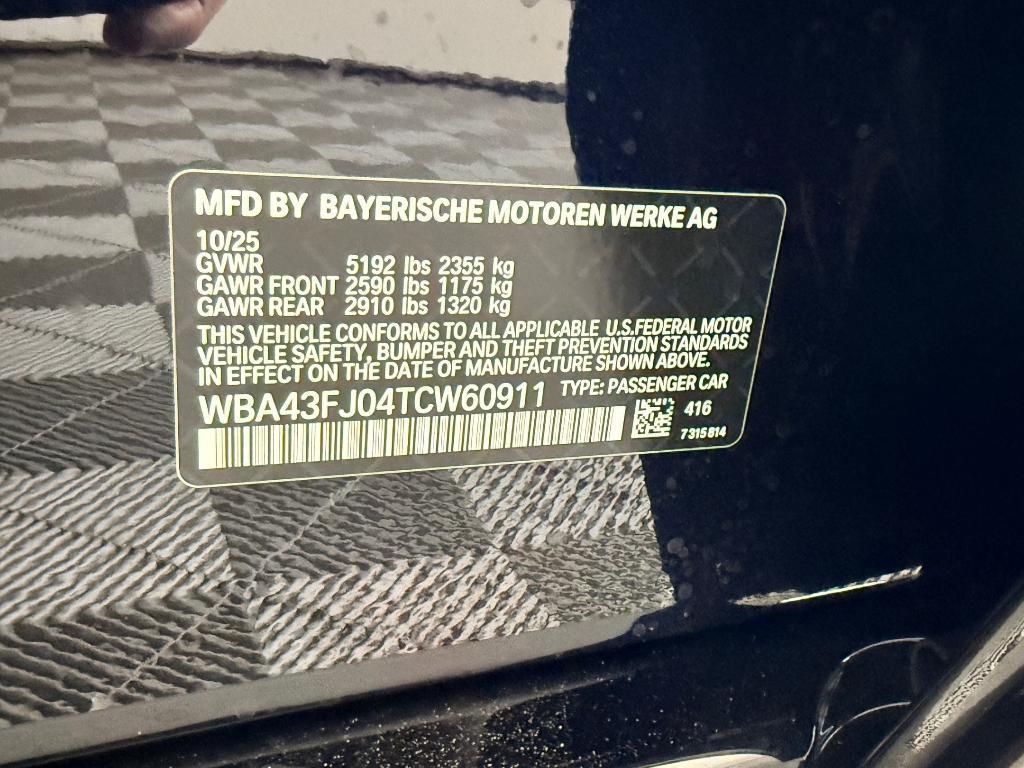 MFD BY BAYERISCHE MOTOREN WERKE AG
10/25
GVWR 5192 lbs 2355 kg
GAWR FRONT 2590 lbs 1175 kg
GAWR REAR 2910 lbs 1320 kg
THIS VEHICLE CONFORMS TO ALL APPLICABLE U.S.FEDERAL MOTOR
VEHICLE SAFETY, BUMPER AND THEFT PREVENTION STANDARDS
IN EFFECT ON THE DATE OF MANUFACTURE SHOWN ABOVE.
WBA43FJ04TCW60911 TYPE: PASSENGER CAR
416
7315814